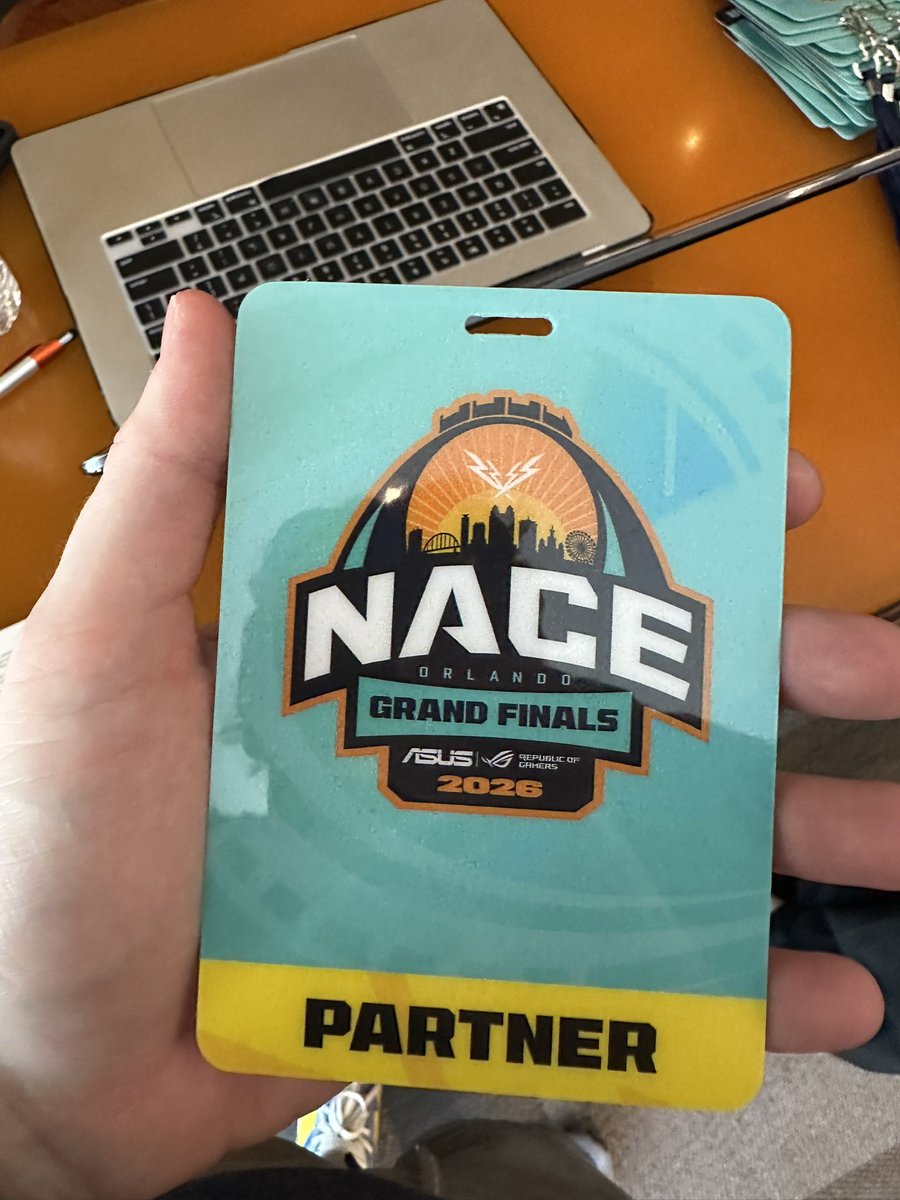 NACE
ORLANDO
GRAND FINALS
ASUS REPUBLIC OF
GAMERS
2026
PARTNER